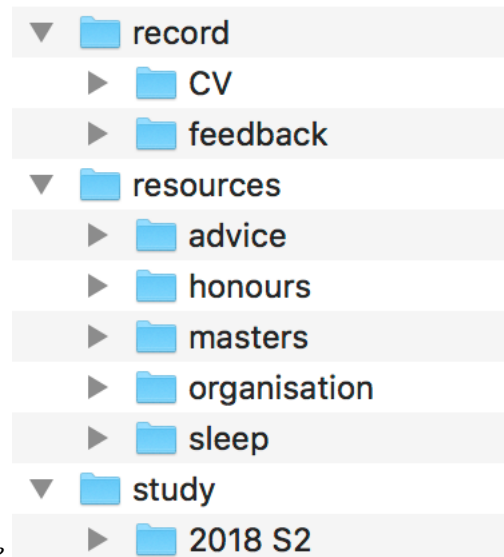 record
CV
feedback
resources
advice
honours
masters
organisation
sleep
study
2018 S2